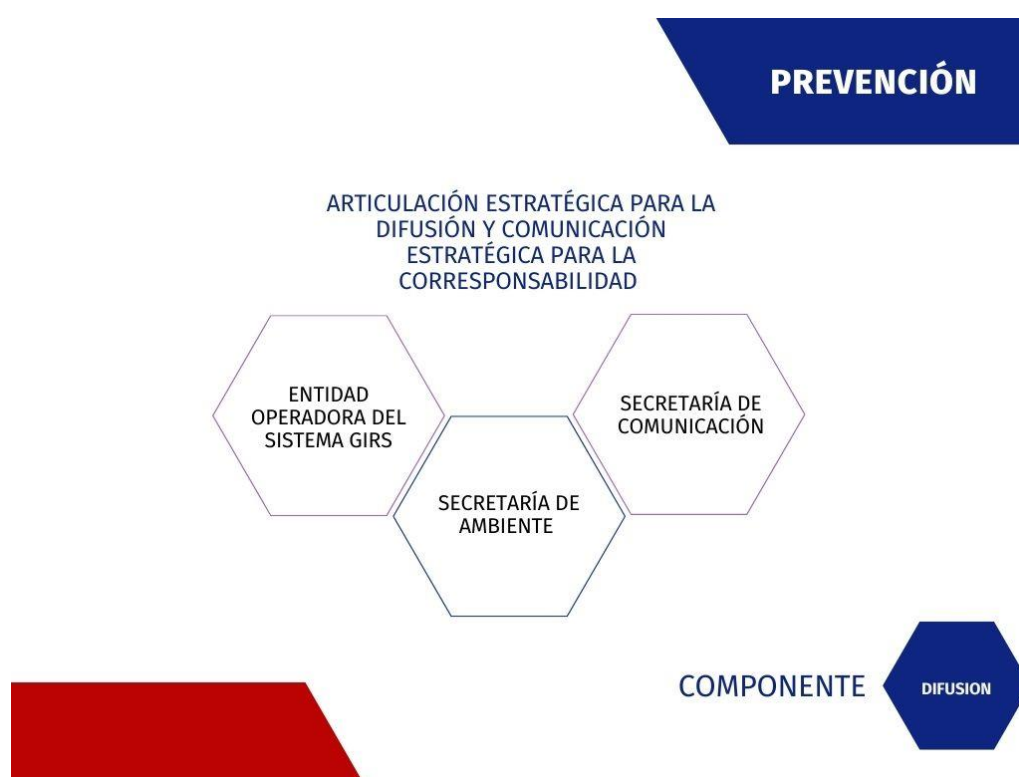 PREVENCIÓN
ARTICULACIÓN ESTRATÉGICA PARA LA
DIFUSIÓN Y COMUNICACIÓN
ESTRATÉGICA PARA LA
CORRESPONSABILIDAD
ENTIDAD
OPERADORA DEL
SISTEMA GIRS
SECRETARÍA DE
AMBIENTE
SECRETARÍA DE
COMUNICACIÓN
COMPONENTE
DIFUSION